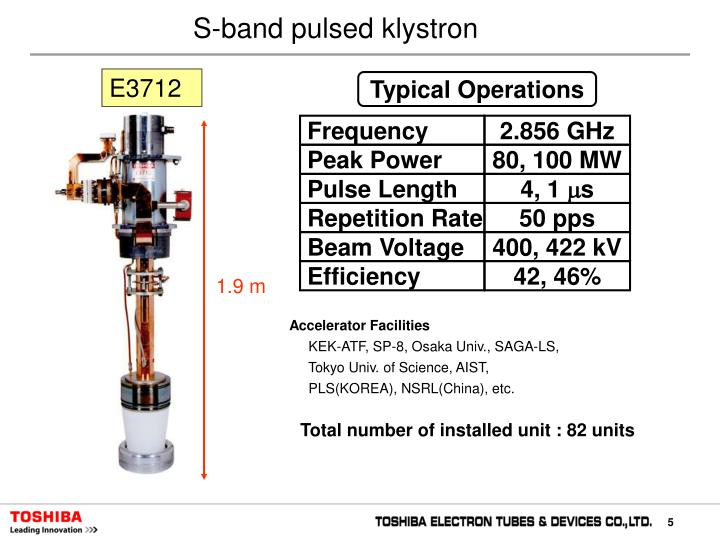 S-band pulsed klystron
E3712
Typical Operations
Frequency 2.856 GHz
Peak Power 80, 100 MW
Pulse Length 4, 1 μs
Repetition Rate 50 pps
Beam Voltage 400, 422 kV
Efficiency 42, 46%
1.9 m
Accelerator Facilities
KEK-ATF, SP-8, Osaka Univ., SAGA-LS,
Tokyo Univ. of Science, AIST,
PLS(KOREA), NSRL(China), etc.
Total number of installed unit : 82 units
TOSHIBA
Leading Innovation >>>
TOSHIBA ELECTRON TUBES & DEVICES CO.,LTD. 5